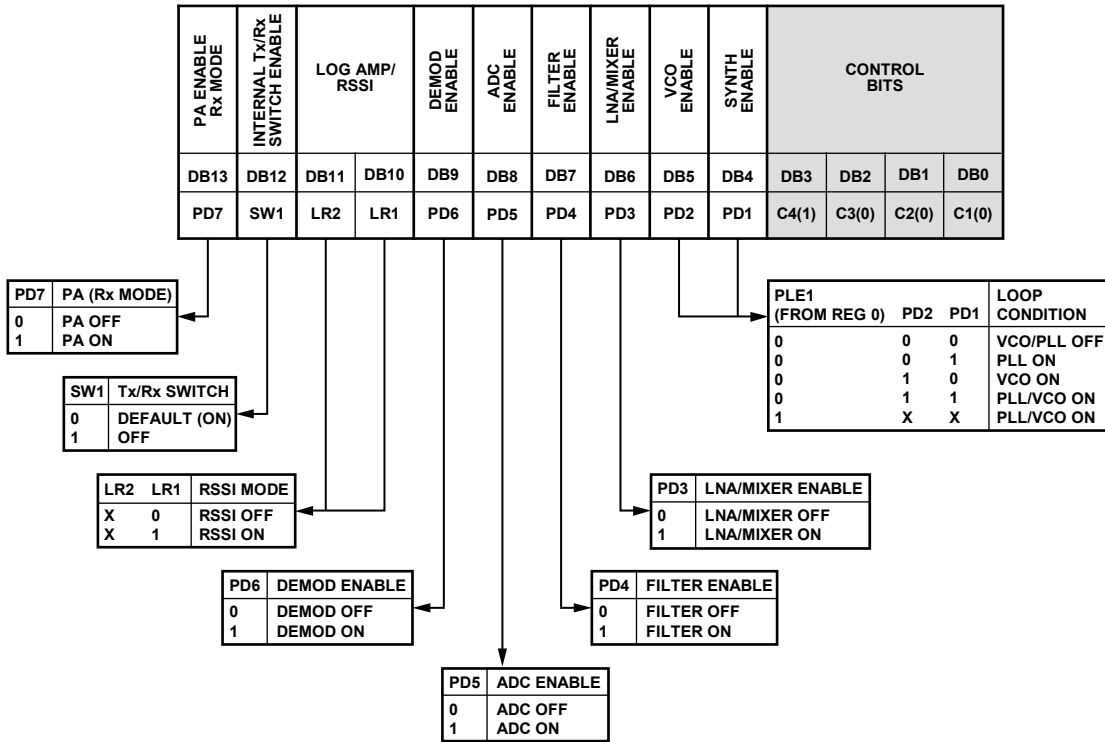 PA ENABLE
Rx MODE
INTERNAL Tx/Rx
SWITCH ENABLE
LOG AMP/
RSSI
DEMOD
ENABLE
ADC
ENABLE
FILTER
ENABLE
LNA/MIXER
ENABLE
VCO
ENABLE
SYNTH
ENABLE
CONTROL
BITS
DB13 DB12 DB11 DB10 DB9 DB8 DB7 DB6 DB5 DB4 DB3 DB2 DB1 DB0
PD7 SW1 LR2 LR1 PD6 PD5 PD4 PD3 PD2 PD1 C4(1) C3(0) C2(0) C1(0)
PD7 PA (Rx MODE)
0 PA OFF
1 PA ON
PLE1
(FROM REG 0) PD2 PD1 LOOP
CONDITION
0 0 0 VCO/PLL OFF
0 0 1 PLL ON
0 1 0 VCO ON
0 1 1 PLL/VCO ON
1 X X PLL/VCO ON
SW1 Tx/Rx SWITCH
0 DEFAULT (ON)
1 OFF
LR2 LR1 RSSI MODE
X 0 RSSI OFF
X 1 RSSI ON
PD3 LNA/MIXER ENABLE
0 LNA/MIXER OFF
1 LNA/MIXER ON
PD6 DEMOD ENABLE
0 DEMOD OFF
1 DEMOD ON
PD4 FILTER ENABLE
0 FILTER OFF
1 FILTER ON
PD5 ADC ENABLE
0 ADC OFF
1 ADC ON